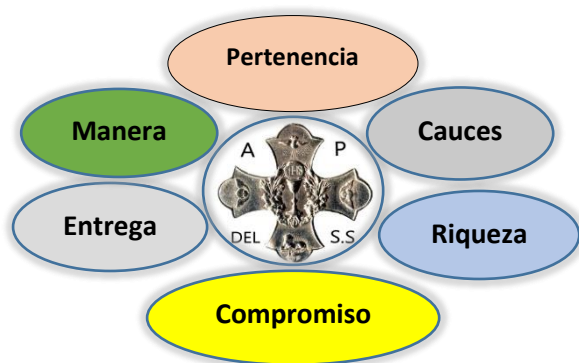 Pertenencia
Manera
Cauces
A P
Entrega
DEL S.S
Riqueza
Compromiso